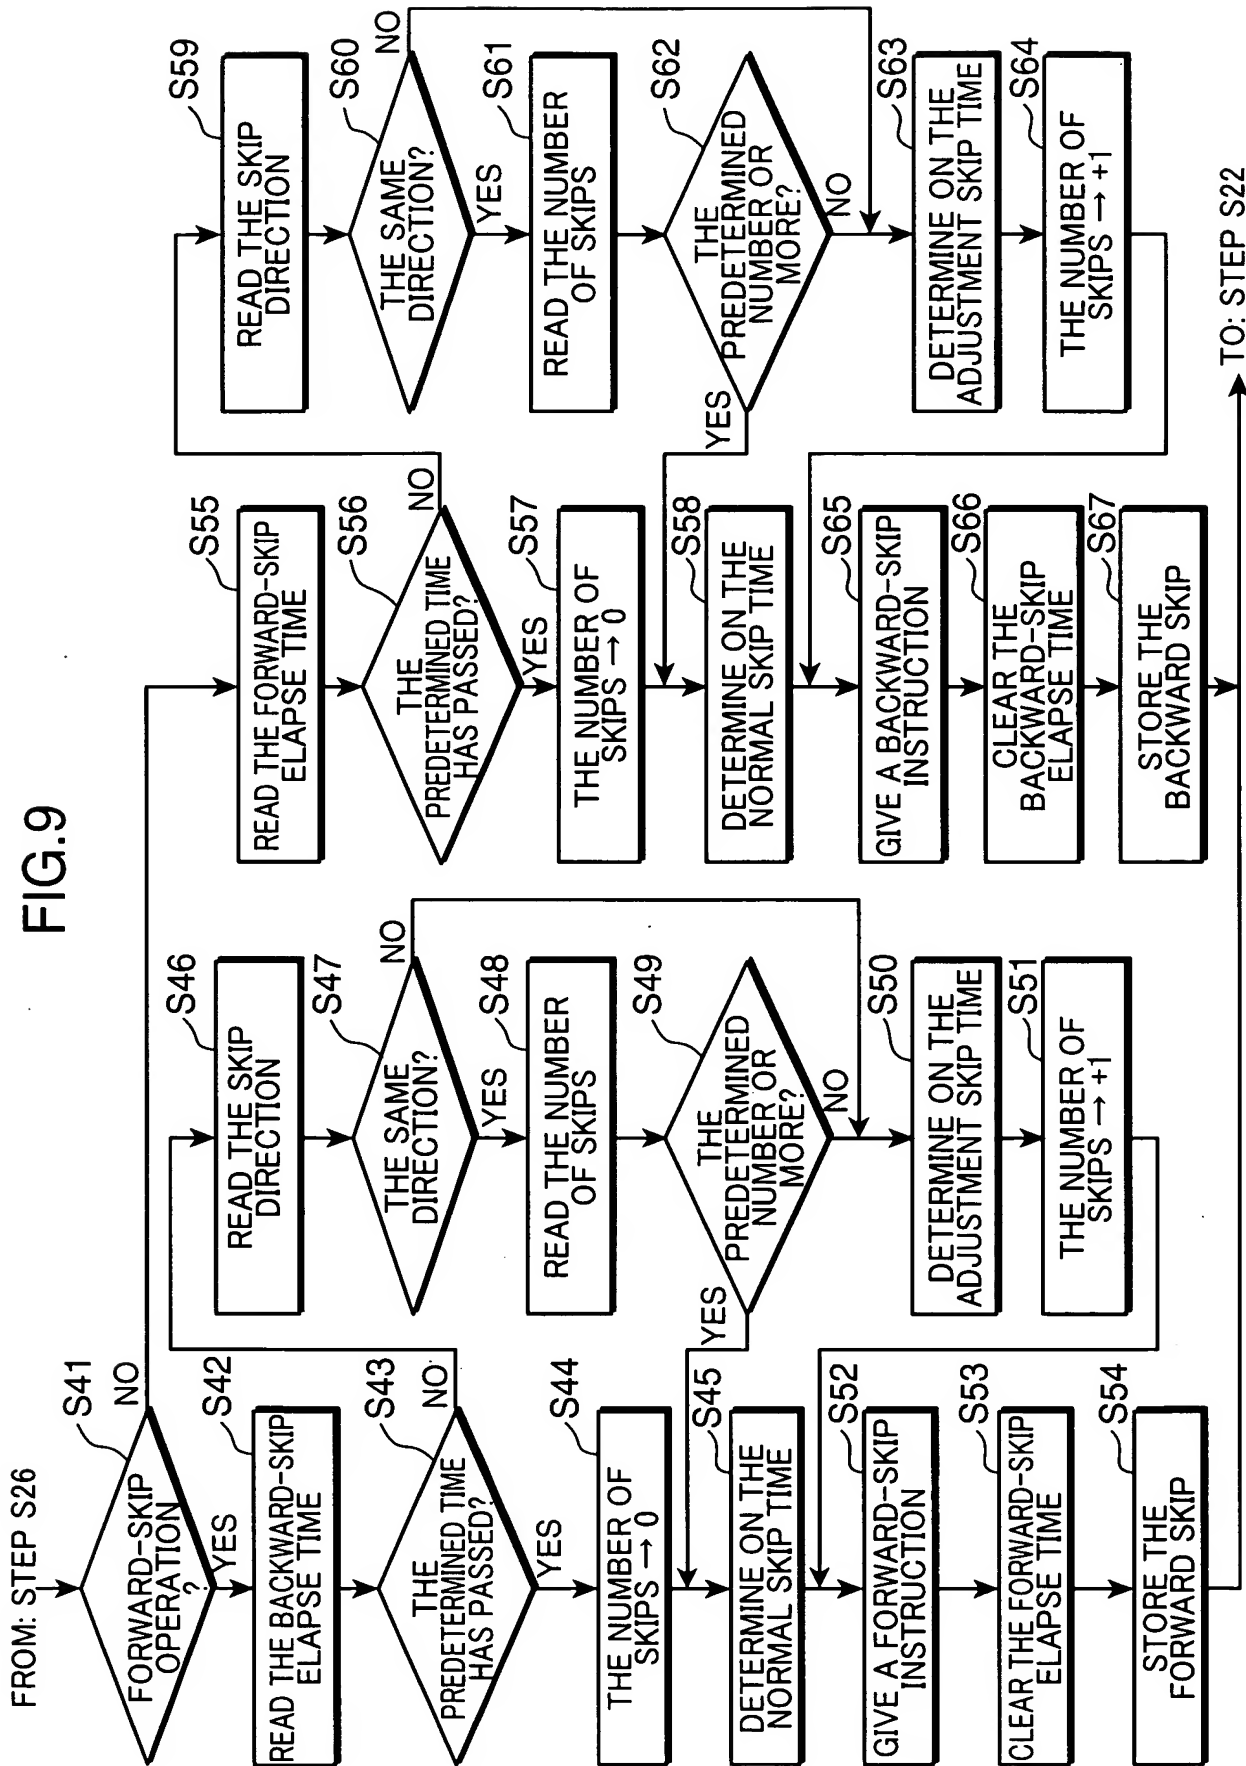 FIG.9
FROM: STEP S26
S41
FORWARD-SKIP
OPERATION
?
NO
YES
S42
READ THE BACKWARD-SKIP
ELAPSE TIME
S43
THE
PREDETERMINED TIME
HAS PASSED?
NO
YES
S44
THE NUMBER OF
SKIPS → 0
S45
DETERMINE ON THE
NORMAL SKIP TIME
S46
READ THE SKIP
DIRECTION
S47
THE SAME
DIRECTION?
NO
YES
S48
READ THE NUMBER
OF SKIPS
S49
THE
PREDETERMINED
NUMBER OR
MORE?
YES
NO
S50
DETERMINE ON THE
ADJUSTMENT SKIP TIME
S51
THE NUMBER OF
SKIPS → +1
S52
GIVE A FORWARD-SKIP
INSTRUCTION
S53
CLEAR THE FORWARD-SKIP
ELAPSE TIME
S54
STORE THE
FORWARD SKIP
S55
READ THE FORWARD-SKIP
ELAPSE TIME
S56
THE
PREDETERMINED TIME
HAS PASSED?
NO
YES
S57
THE NUMBER OF
SKIPS → 0
S58
DETERMINE ON THE
NORMAL SKIP TIME
S59
READ THE SKIP
DIRECTION
S60
THE SAME
DIRECTION?
NO
YES
S61
READ THE NUMBER
OF SKIPS
S62
THE
PREDETERMINED
NUMBER OR
MORE?
YES
NO
S63
DETERMINE ON THE
ADJUSTMENT SKIP TIME
S64
THE NUMBER OF
SKIPS → +1
S65
GIVE A BACKWARD-SKIP
INSTRUCTION
S66
CLEAR THE
BACKWARD-SKIP
ELAPSE TIME
S67
STORE THE
BACKWARD SKIP
TO: STEP S22